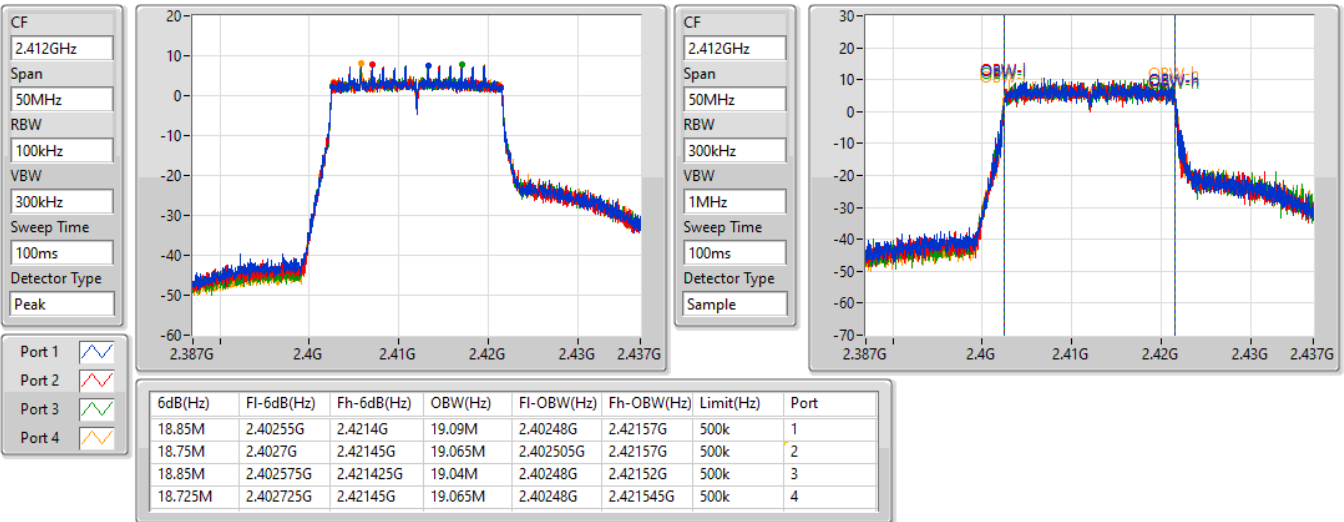 CF
2.412GHz
Span
50MHz
RBW
100kHz
VBW
300kHz
Sweep Time
100ms
Detector Type
Peak
20-
10-
0-
-10-
-20-
-30-
-40-
-50-
-60-
2.387G 2.4G 2.41G 2.42G 2.43G 2.437G
CF
2.412GHz
Span
50MHz
RBW
300kHz
VBW
1MHz
Sweep Time
100ms
Detector Type
Sample
30-
20-
10-
0-
-10-
-20-
-30-
-40-
-50-
-60-
-70-
OBW-l
OBW-h
2.387G 2.4G 2.41G 2.42G 2.43G 2.437G
Port 1
Port 2
Port 3
Port 4
6dB(Hz) Fl-6dB(Hz) Fh-6dB(Hz) OBW(Hz) Fl-OBW(Hz) Fh-OBW(Hz) Limit(Hz) Port
18.85M 2.40255G 2.4214G 19.09M 2.40248G 2.42157G 500k 1
18.75M 2.4027G 2.42145G 19.065M 2.402505G 2.42157G 500k 2
18.85M 2.402575G 2.421425G 19.04M 2.40248G 2.42152G 500k 3
18.725M 2.402725G 2.42145G 19.065M 2.40248G 2.421545G 500k 4